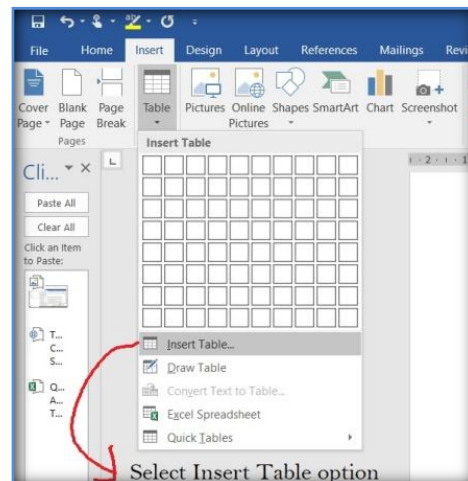 File Home Insert Design Layout References Mailings Revi
Cover Page Blank Page Page Break Table Pictures Online Pictures Shapes SmartArt Chart Screenshot
Pages
Insert Table
Cli...
Paste All
Clear All
Click an Item
to Paste:
T...
C...
S...
Q...
A...
T...
Insert Table...
Draw Table
Convert Text to Table...
Excel Spreadsheet
Quick Tables
Select Insert Table option